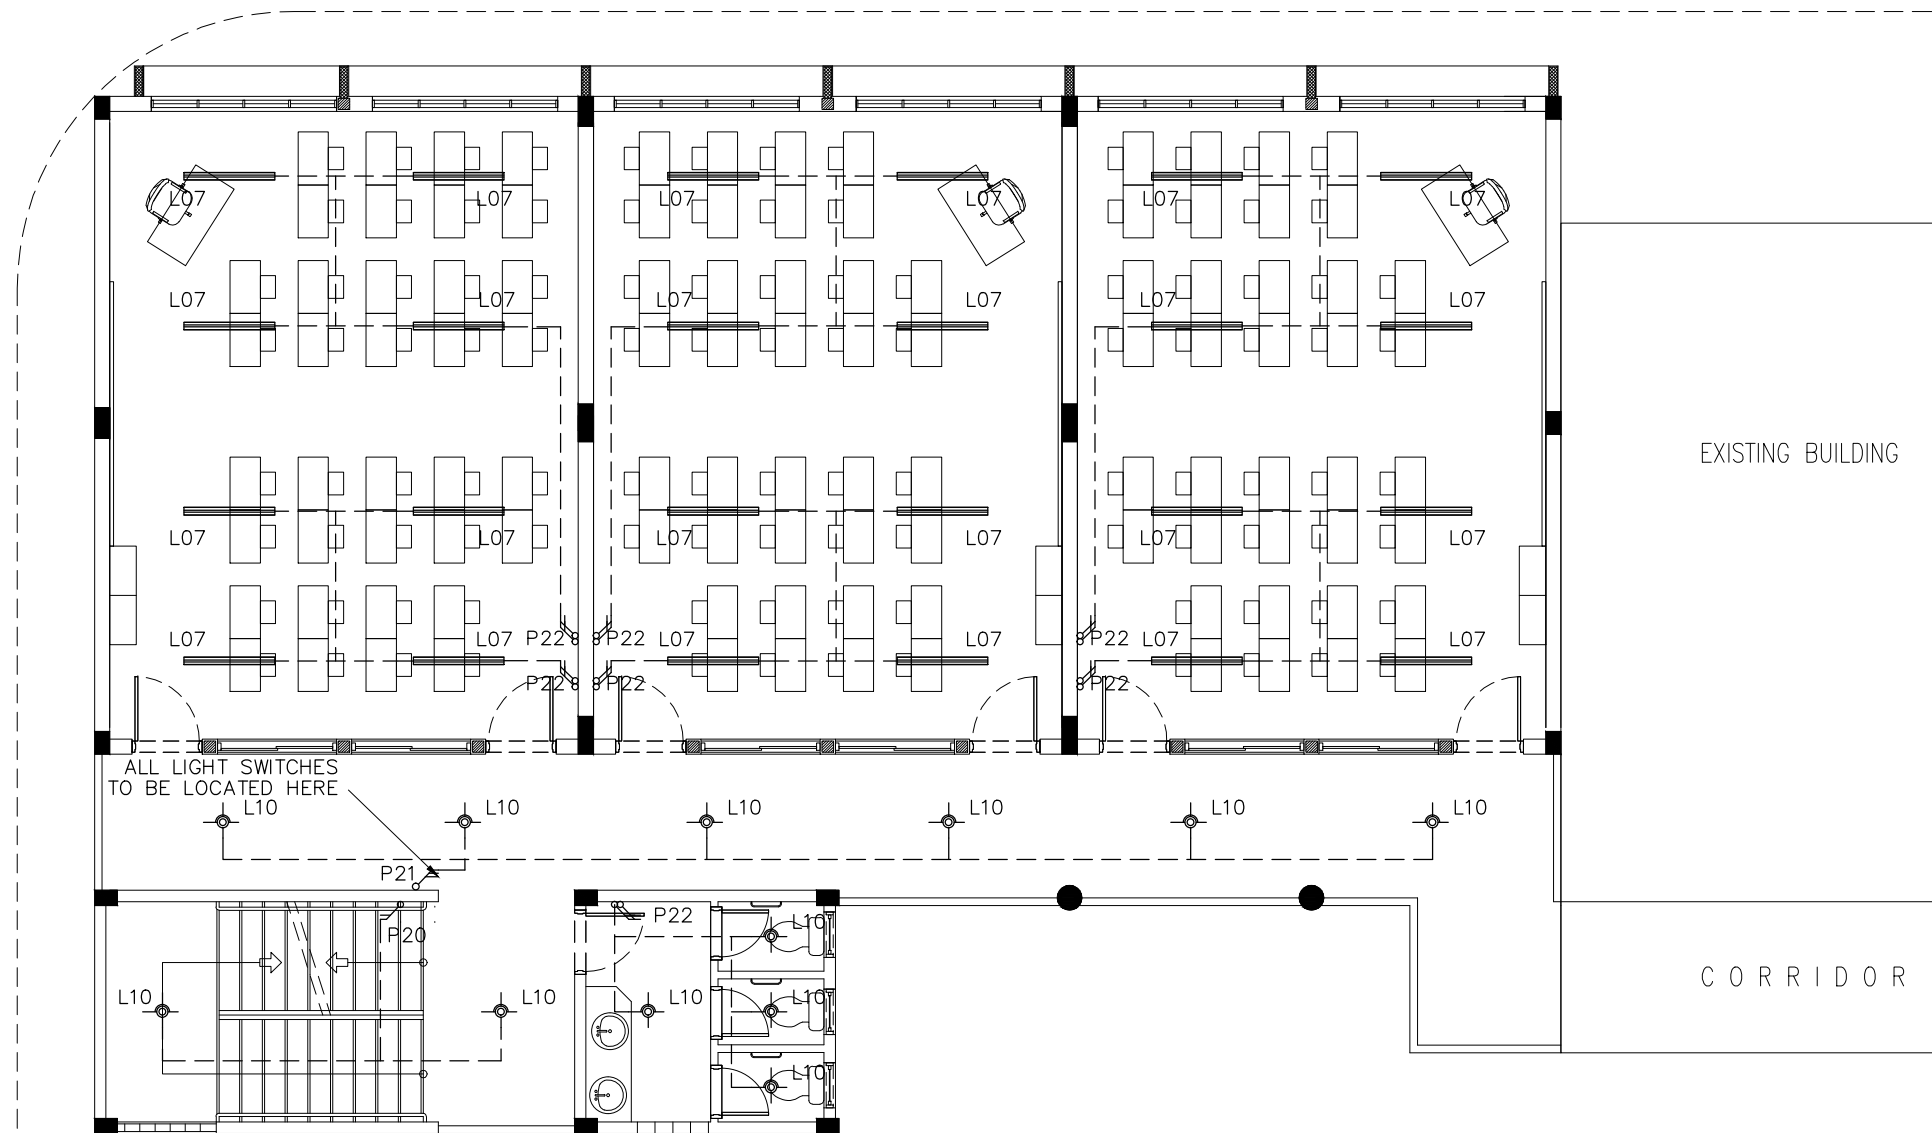 L07 L07 L07 L07 L07 L07
L07 L07 L07 L07 L07 L07
EXISTING BUILDING
L07 L07 L07 L07 L07 L07
L07 L07 P22 P22 L07 L07 P22 L07 L07
P22 P22 P22
ALL LIGHT SWITCHES
TO BE LOCATED HERE
L10 L10 L10 L10 L10 L10
P21
P22 L10
P20
CORRIDOR
L10 L10 L10 L10
L10